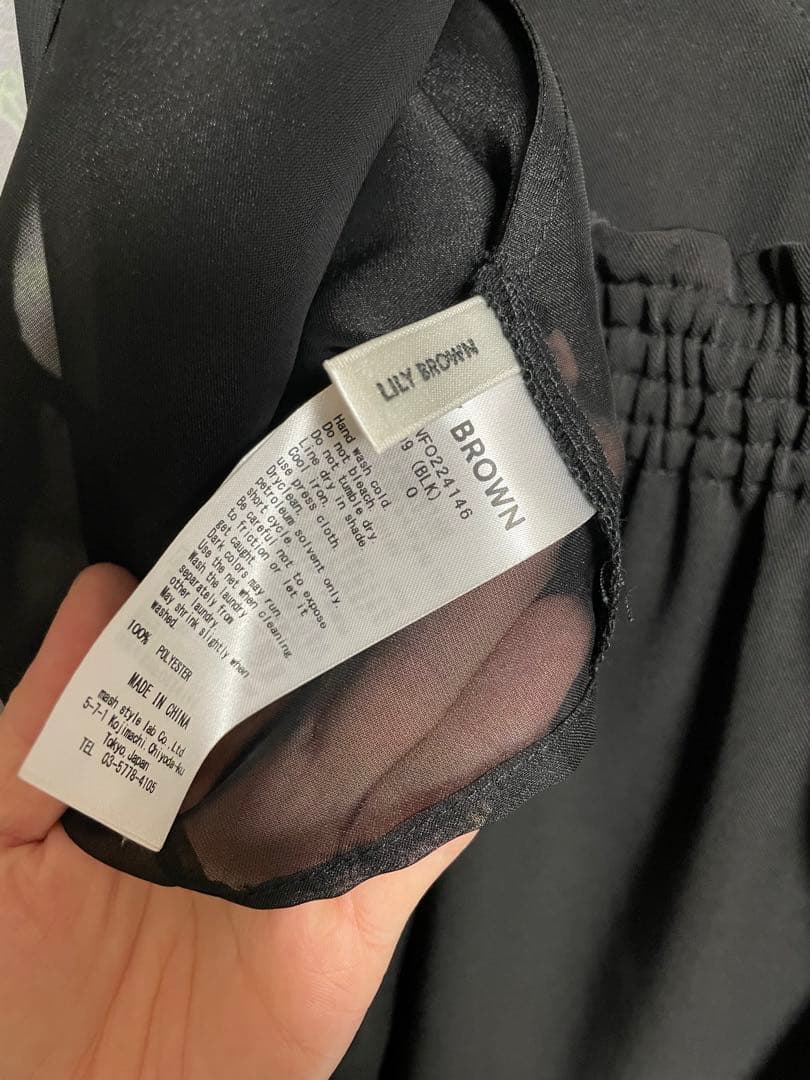 LILY BROWN
BROWN
WFO224146
9 (BLK)
0
Hand wash cold.
Do not bleach.
Do not tumble dry
Line dry in shade
Cool iron.
use press cloth.
Dryclean.
petroleum solvent only.
short cycle.
Be careful not to expose
to friction or let it
get caught.
Dark colors may run.
Use the net when cleaning
Wash the laundry
separately from
other laundry.
May shrink slightly when
washed.
100% POLYESTER
MADE IN CHINA
mash style lab Co.,Ltd.
5-7-1 Kojimachi,Chiyoda-ku
Tokyo,Japan
TEL 03-5778-4105